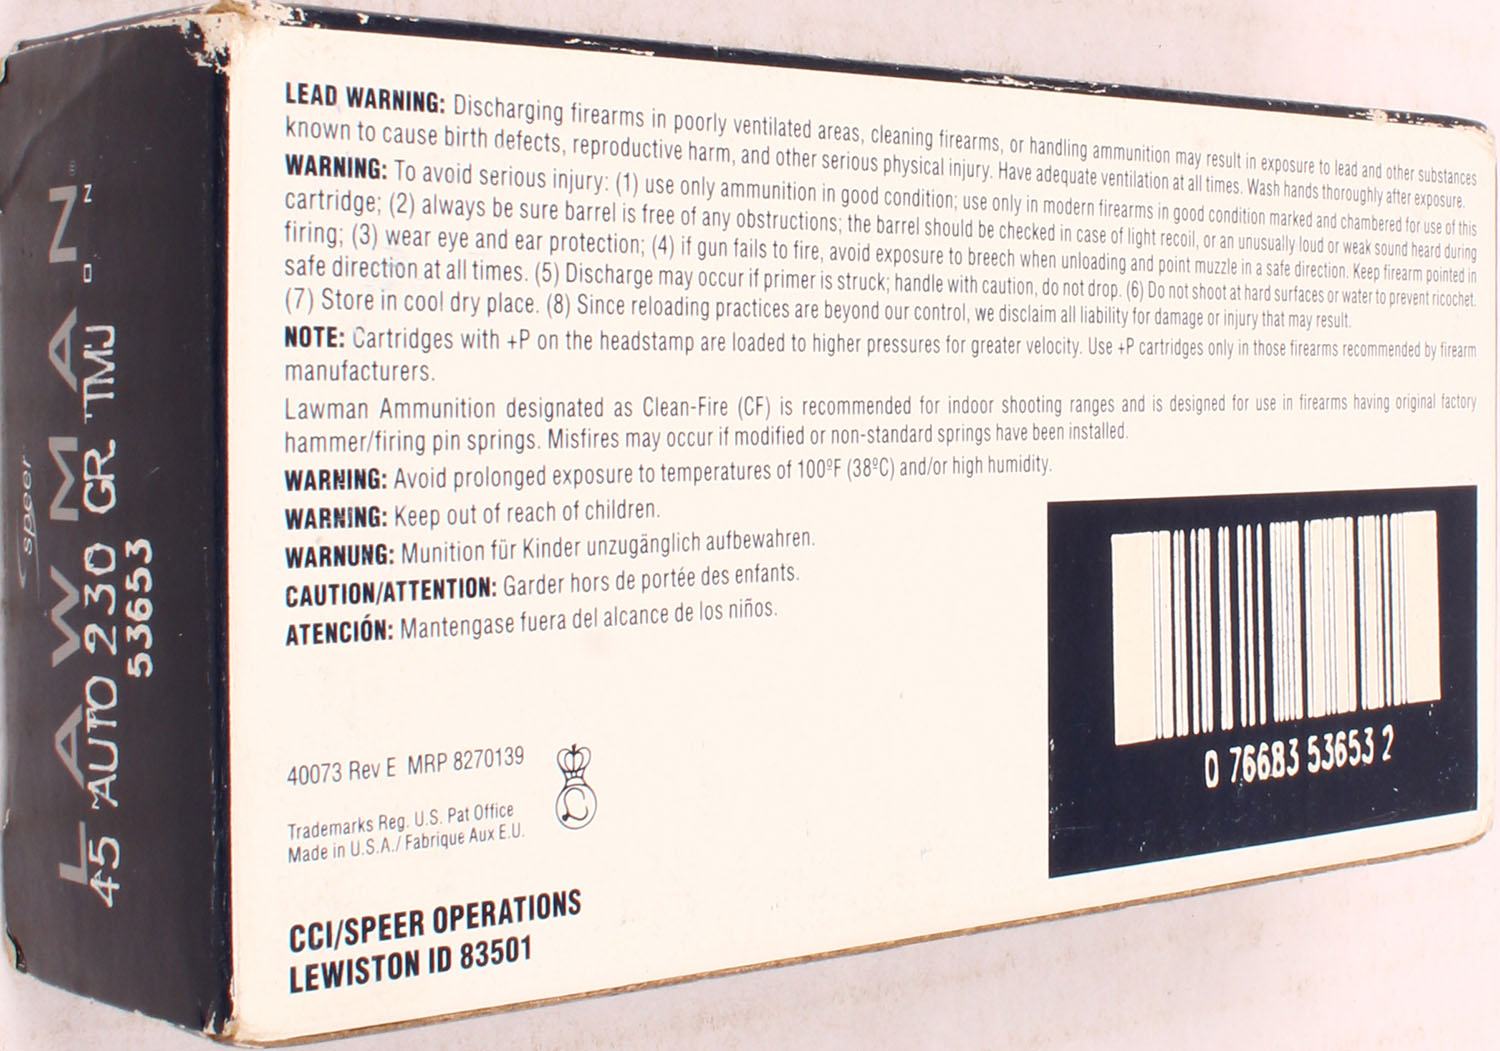 speer
LAWMAN®
45 AUTO 230 GR TMJ
53653
LEAD WARNING: Discharging firearms in poorly ventilated areas, cleaning firearms, or handling ammunition may result in exposure to lead and other substances
known to cause birth defects, reproductive harm, and other serious physical injury. Have adequate ventilation at all times. Wash hands thoroughly after exposure.
WARNING: To avoid serious injury: (1) use only ammunition in good condition; use only in modern firearms in good condition marked and chambered for use of this
cartridge; (2) always be sure barrel is free of any obstructions; the barrel should be checked in case of light recoil, or an unusually loud or weak sound heard during
firing; (3) wear eye and ear protection; (4) if gun fails to fire, avoid exposure to breech when unloading and point muzzle in a safe direction. Keep firearm pointed in
safe direction at all times. (5) Discharge may occur if primer is struck; handle with caution, do not drop. (6) Do not shoot at hard surfaces or water to prevent ricochet.
(7) Store in cool dry place. (8) Since reloading practices are beyond our control, we disclaim all liability for damage or injury that may result.
NOTE: Cartridges with +P on the headstamp are loaded to higher pressures for greater velocity. Use +P cartridges only in those firearms recommended by firearm
manufacturers.
Lawman Ammunition designated as Clean-Fire (CF) is recommended for indoor shooting ranges and is designed for use in firearms having original factory
hammer/firing pin springs. Misfires may occur if modified or non-standard springs have been installed.
WARNING: Avoid prolonged exposure to temperatures of 100ºF (38ºC) and/or high humidity.
WARNING: Keep out of reach of children.
WARNUNG: Munition für Kinder unzugänglich aufbewahren.
CAUTION/ATTENTION: Garder hors de portée des enfants.
ATENCIÓN: Mantengase fuera del alcance de los niños.
40073 Rev E MRP 8270139
Trademarks Reg. U.S. Pat Office
Made in U.S.A./ Fabrique Aux E.U.
CCI/SPEER OPERATIONS
LEWISTON ID 83501
0 76683 53653 2